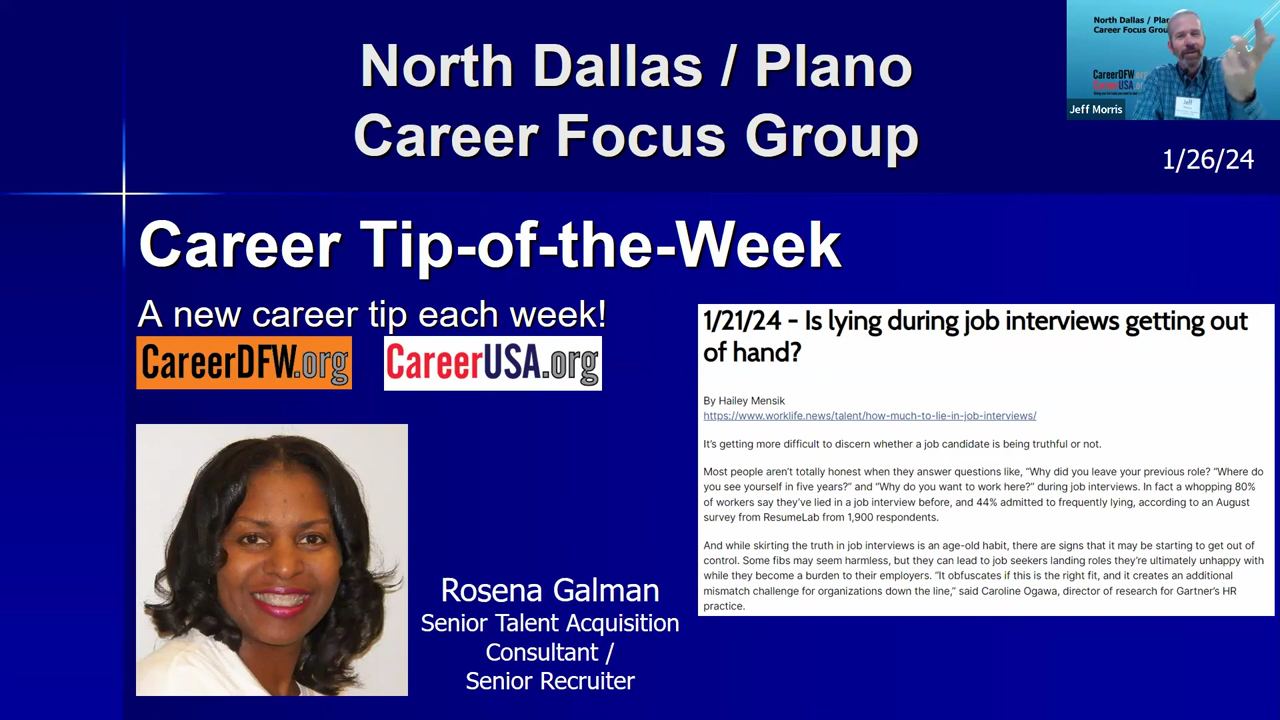 North Dallas / Plano
Career Focus Group
North Dallas / Plan
Career Focus Grou
CareerDFW.org
CareerUSA.org
Jeff
Jeff Morris
1/26/24
Career Tip-of-the-Week
A new career tip each week!
CareerDFW.org
CareerUSA.org
1/21/24 - Is lying during job interviews getting out
of hand?
By Hailey Mensik
https://www.worklife.news/talent/how-much-to-lie-in-job-interviews/
It's getting more difficult to discern whether a job candidate is being truthful or not.
Most people aren't totally honest when they answer questions like, "Why did you leave your previous role? "Where do
you see yourself in five years?" and "Why do you want to work here?" during job interviews. In fact a whopping 80%
of workers say they've lied in a job interview before, and 44% admitted to frequently lying, according to an August
survey from ResumeLab from 1,900 respondents.
And while skirting the truth in job interviews is an age-old habit, there are signs that it may be starting to get out of
control. Some fibs may seem harmless, but they can lead to job seekers landing roles they're ultimately unhappy with
while they become a burden to their employers. "It obfuscates if this is the right fit, and it creates an additional
mismatch challenge for organizations down the line," said Caroline Ogawa, director of research for Gartner's HR
practice.
Rosena Galman
Senior Talent Acquisition
Consultant /
Senior Recruiter